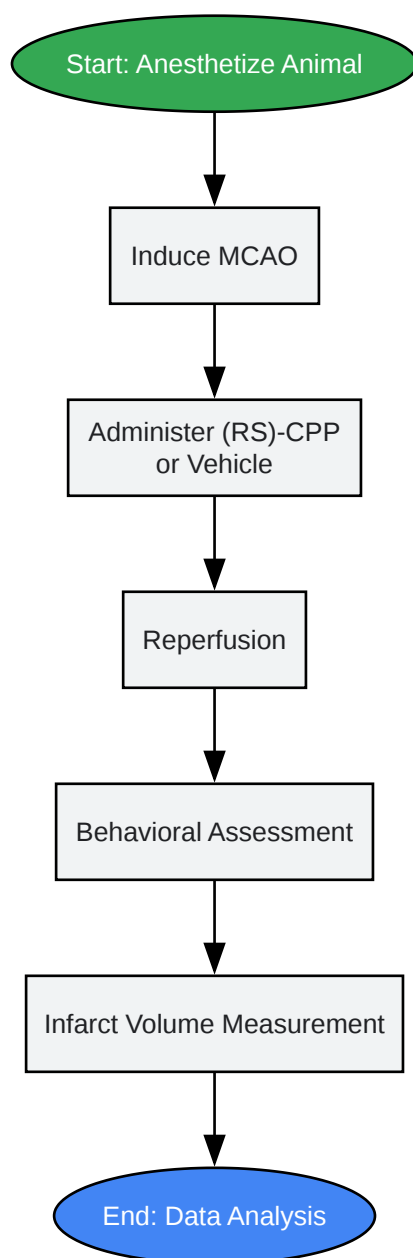 Start: Anesthetize Animal
Induce MCAO
Administer (RS)-CPP
or Vehicle
Reperfusion
Behavioral Assessment
Infarct Volume Measurement
End: Data Analysis